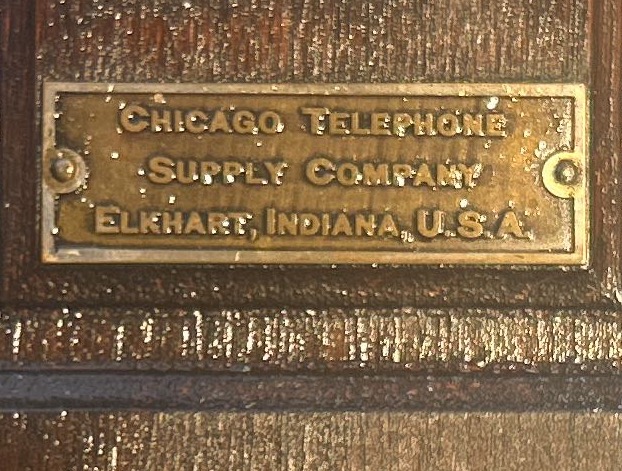 CHICAGO TELEPHONE
SUPPLY COMPANY
ELKHART, INDIANA, U.S.A.